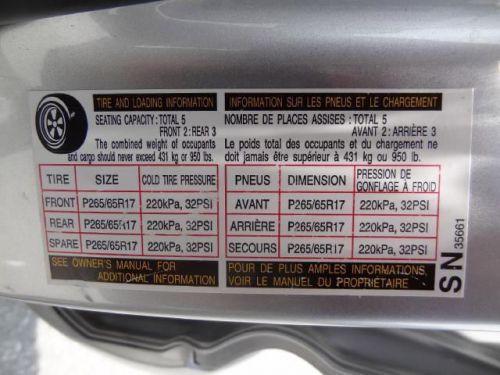 TIRE AND LOADING INFORMATION
SEATING CAPACITY: TOTAL 5
FRONT 2 : REAR 3
The combined weight of occupants
and cargo should never exceed 431 kg or 950 lbs.
TIRE SIZE COLD TIRE PRESSURE
FRONT P265/65R17 220kPa, 32PSI
REAR P265/65R17 220kPa, 32PSI
SPARE P265/65R17 220kPa, 32PSI
SEE OWNER'S MANUAL FOR
ADDITIONAL INFORMATION
INFORMATION SUR LES PNEUS ET LE CHARGEMENT
NOMBRE DE PLACES ASSISES : TOTAL 5
AVANT 2 : ARRIÈRE 3
Le poids total des occupants et du chargement ne
doit jamais être supérieur à 431 kg ou 950 lb.
PNEUS DIMENSION PRESSION DE
GONFLAGE À FROID
AVANT P265/65R17 220kPa, 32PSI
ARRIÈRE P265/65R17 220kPa, 32PSI
SECOURS P265/65R17 220kPa, 32PSI
POUR DE PLUS AMPLES INFORMATIONS,
VOIR LE MANUEL DU PROPRIÉTAIRE
SN 35661